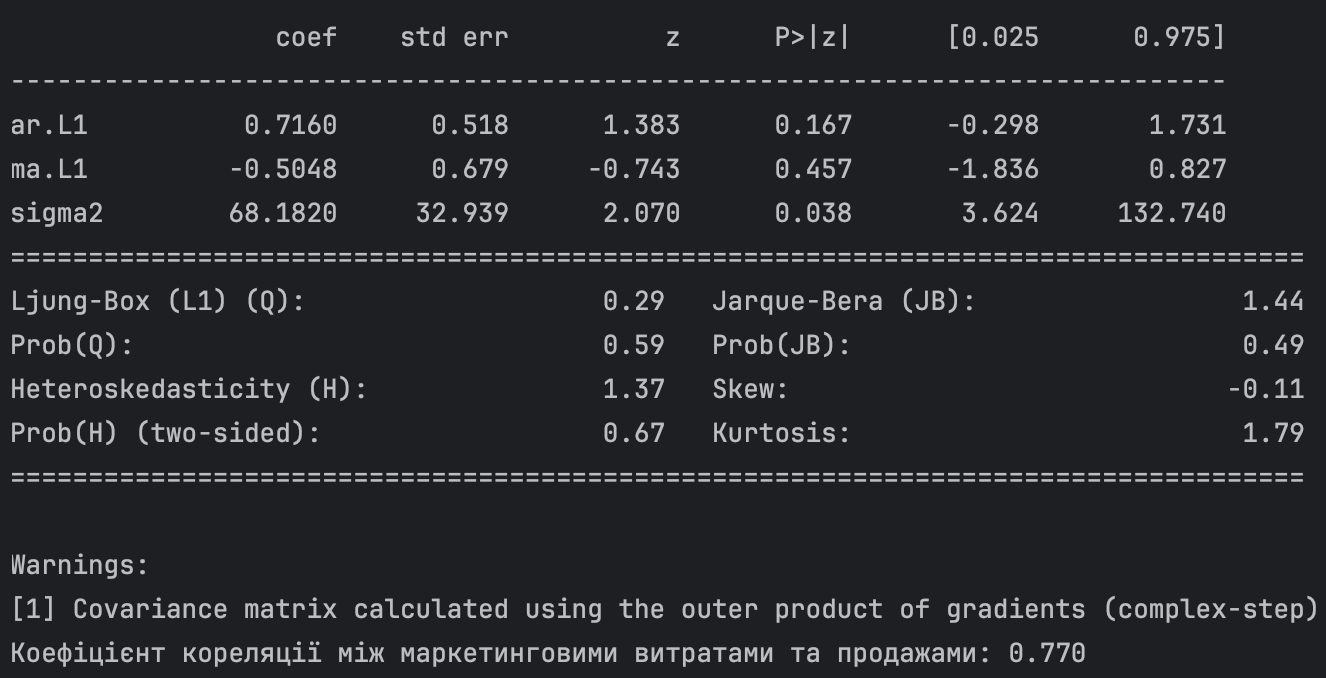 coef    std err          z      P>|z|      [0.025      0.975]
------------------------------------------------------------------------------
ar.L1          0.7160      0.518      1.383      0.167      -0.298       1.731
ma.L1         -0.5048      0.679     -0.743      0.457      -1.836       0.827
sigma2        68.1820     32.939      2.070      0.038       3.624     132.740
===================================================================================
Ljung-Box (L1) (Q):                   0.29   Jarque-Bera (JB):                 1.44
Prob(Q):                              0.59   Prob(JB):                         0.49
Heteroskedasticity (H):               1.37   Skew:                            -0.11
Prob(H) (two-sided):                  0.67   Kurtosis:                         1.79
===================================================================================
Warnings:
[1] Covariance matrix calculated using the outer product of gradients (complex-step)
Коефіцієнт кореляції між маркетинговими витратами та продажами: 0.770